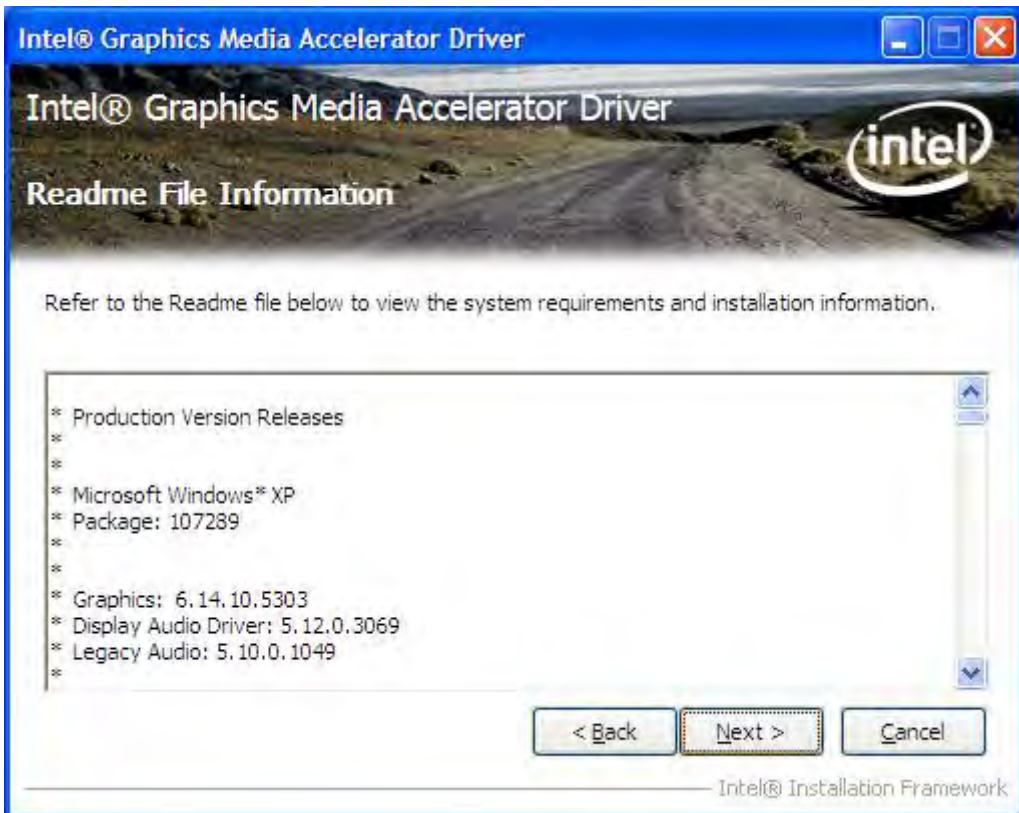 Intel® Graphics Media Accelerator Driver
Intel® Graphics Media Accelerator Driver
intel
Readme File Information
Refer to the Readme file below to view the system requirements and installation information.
* Production Version Releases
*
*
* Microsoft Windows* XP
* Package: 107289
*
*
* Graphics: 6.14.10.5303
* Display Audio Driver: 5.12.0.3069
* Legacy Audio: 5.10.0.1049
*
< Back Next > Cancel
Intel® Installation Framework